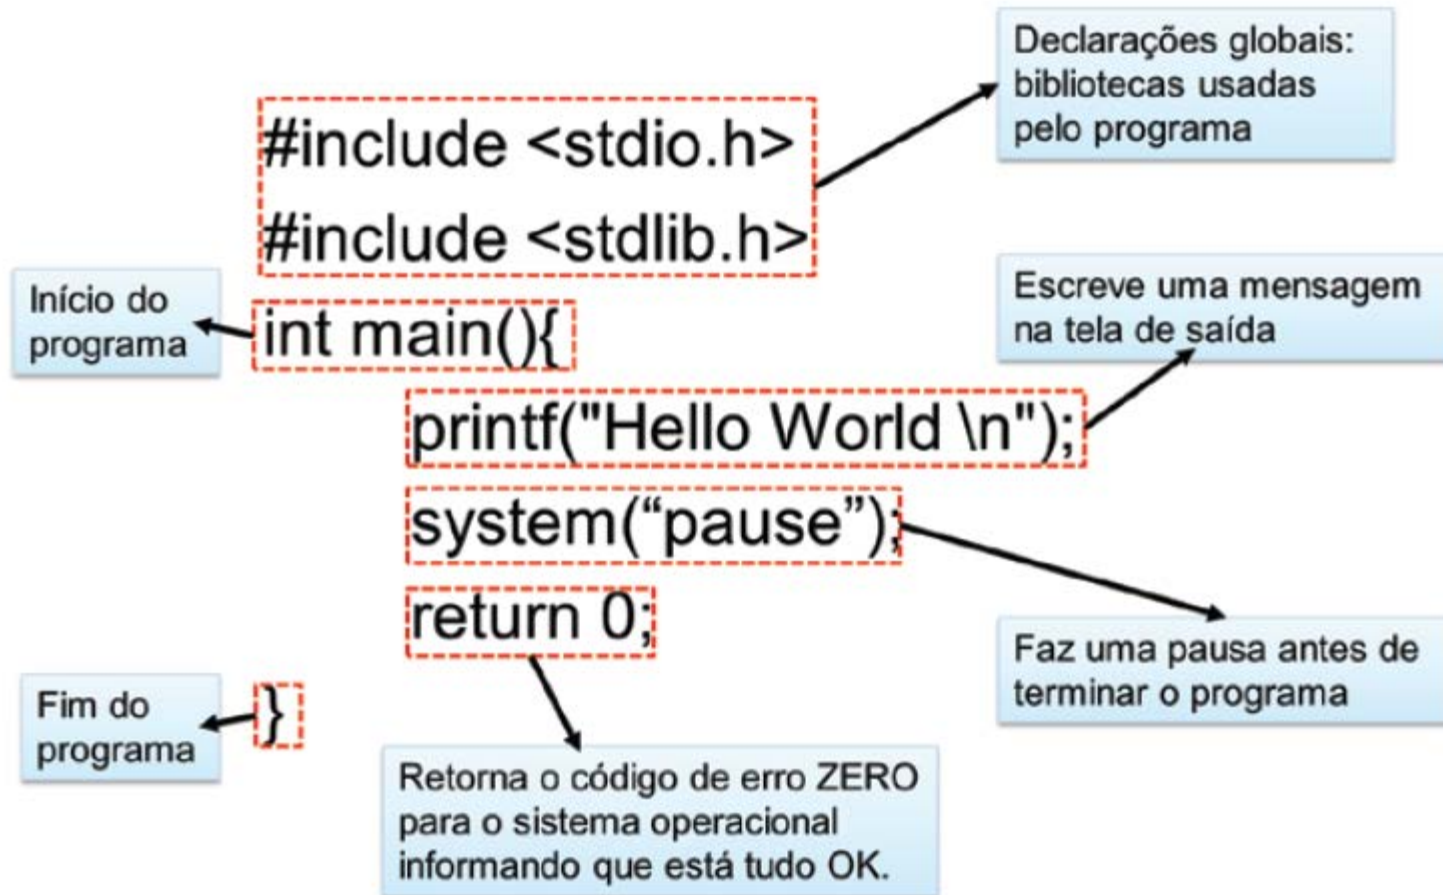 Declarações globais:
bibliotecas usadas
pelo programa
#include <stdio.h>
#include <stdlib.h>
Início do
programa
int main(){
Escreve uma mensagem
na tela de saída
printf("Hello World \n");
system(“pause”);
return 0;
Faz uma pausa antes de
terminar o programa
Fim do
programa
}
Retorna o código de erro ZERO
para o sistema operacional
informando que está tudo OK.